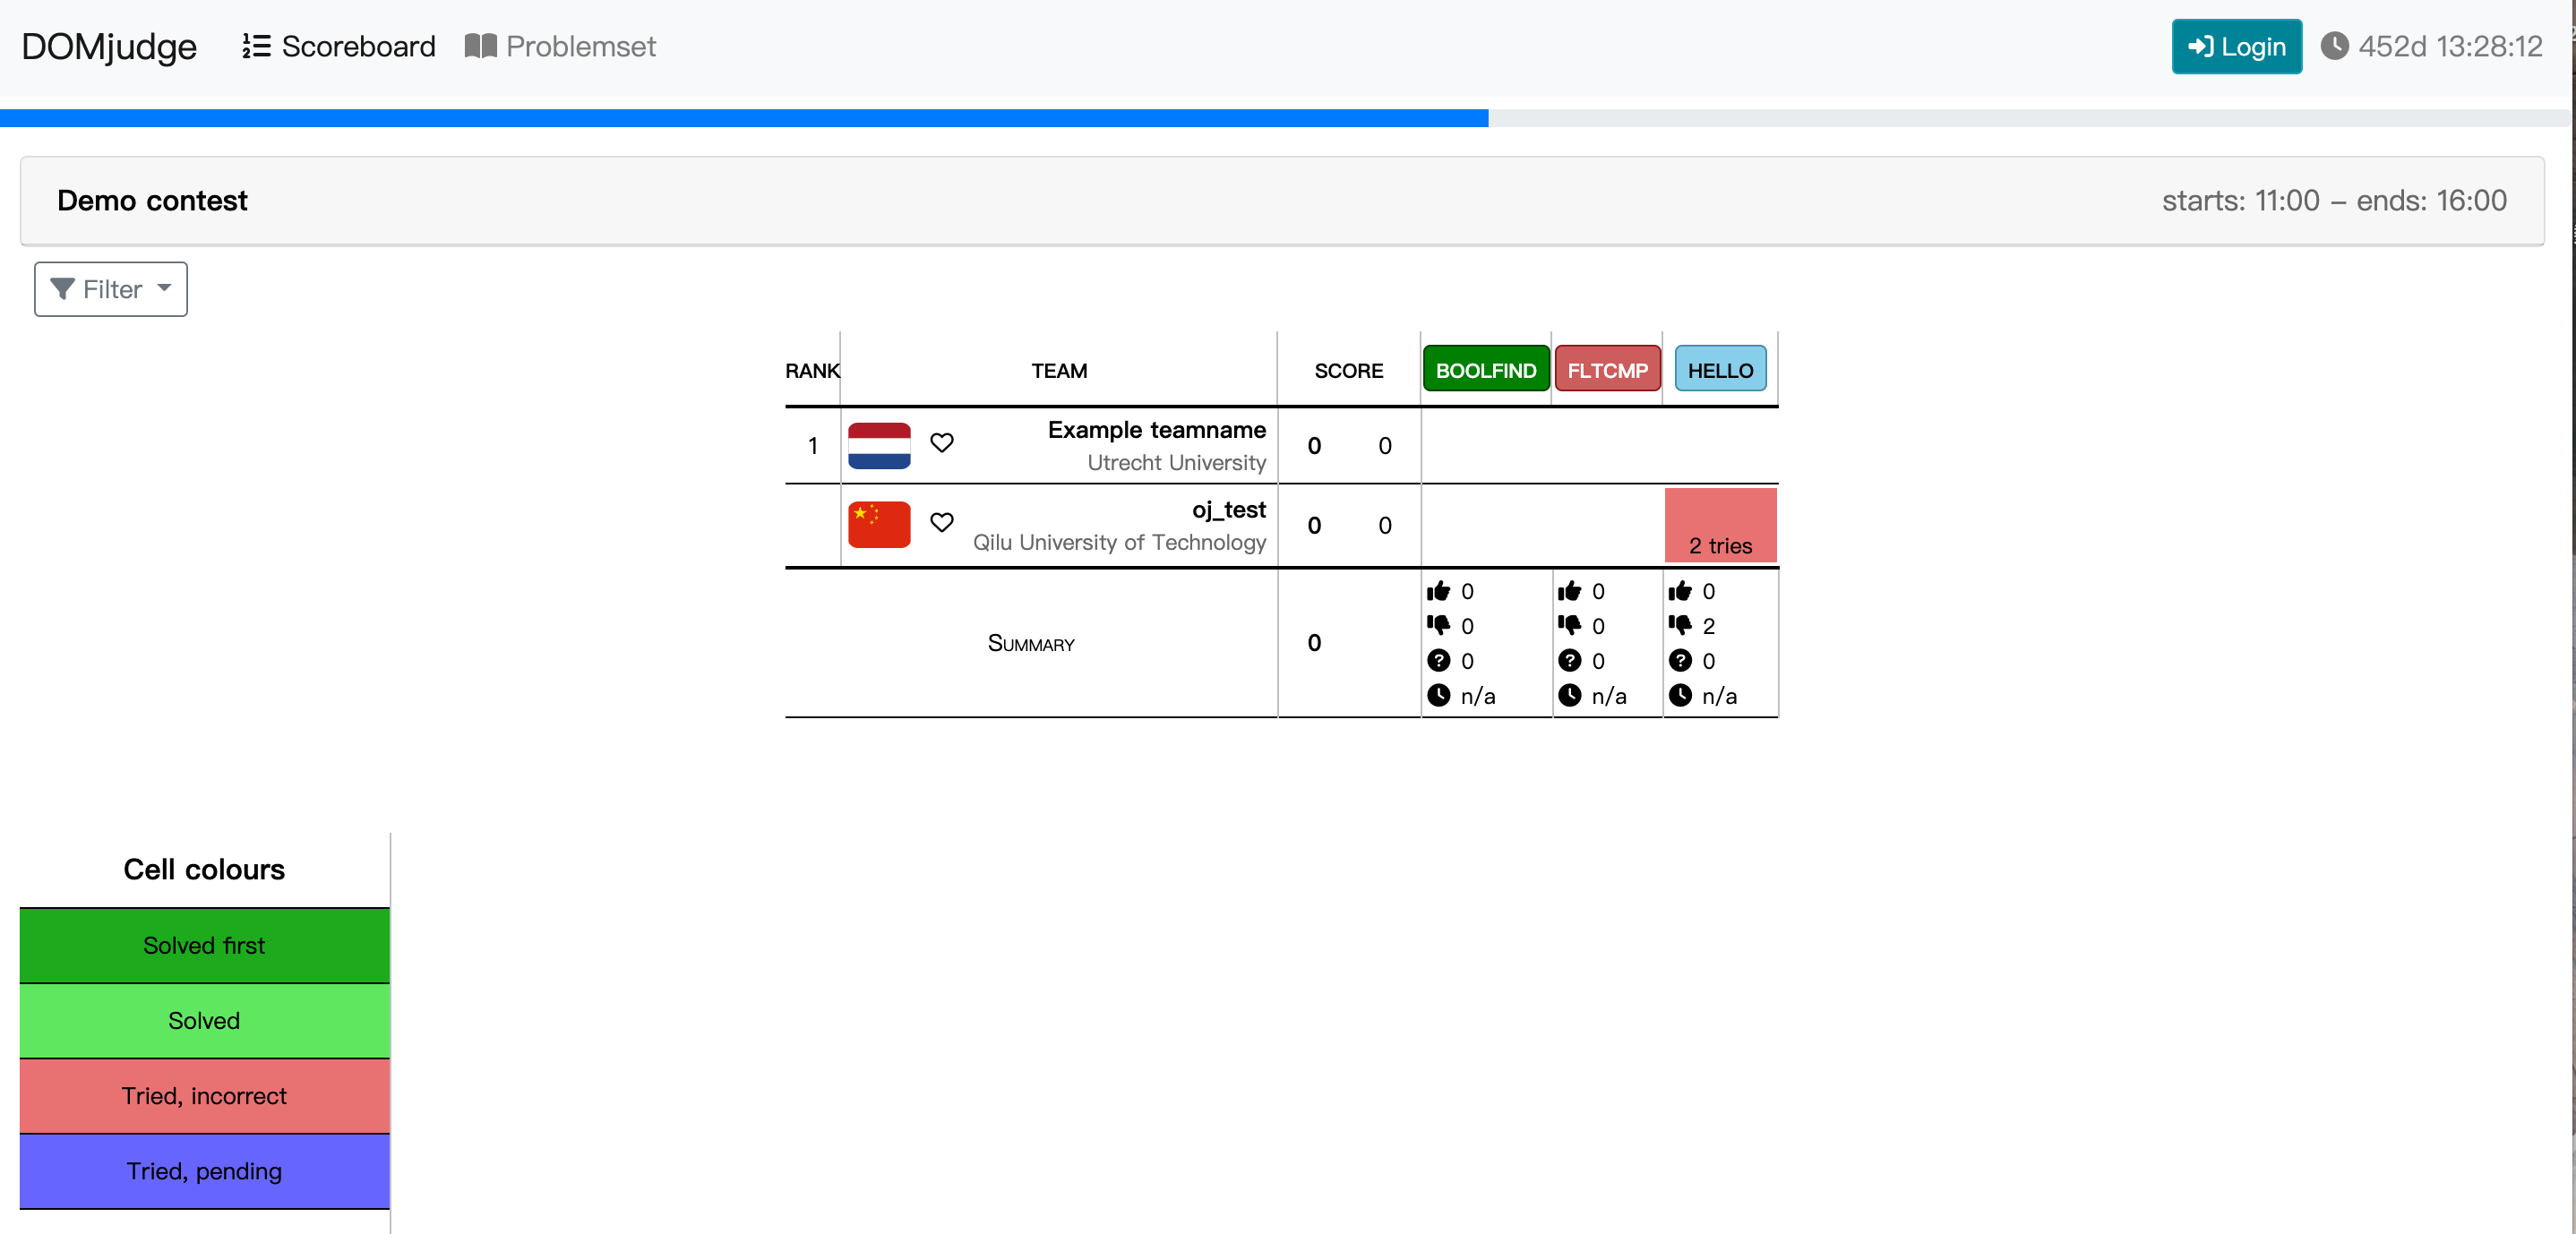 DOMjudge Scoreboard Problemset Login 452d 13:28:12
Demo contest starts: 11:00 – ends: 16:00
Filter
RANK TEAM SCORE BOOLFIND FLTCMP HELLO
1 Example teamname 0 0
Utrecht University
oj_test 0 0
Qilu University of Technology 2 tries
Summary 0
0 0 0
0 0 2
0 0 0
n/a n/a n/a
Cell colours
Solved first
Solved
Tried, incorrect
Tried, pending